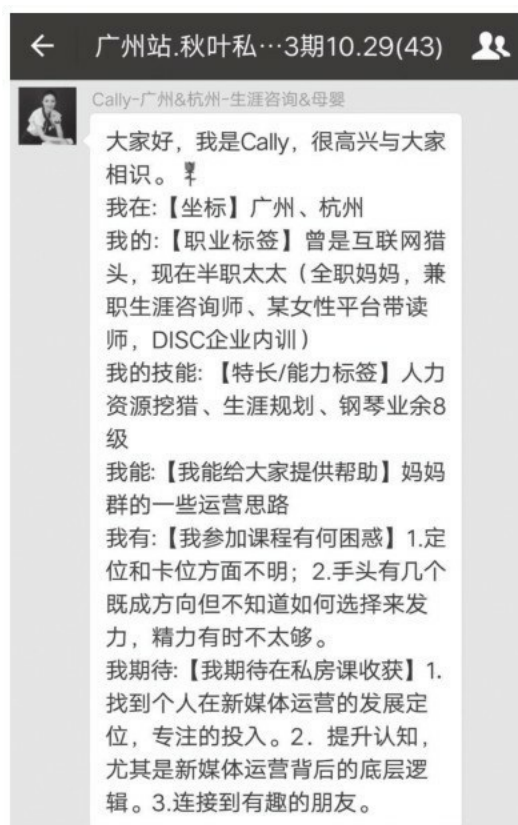 广州站.秋叶私…3期10.29(43)
Cally-广州&杭州-生涯咨询&母婴
大家好，我是Cally，很高兴与大家
相识。
我在:【坐标】广州、杭州
我的:【职业标签】曾是互联网猎
头，现在半职太太（全职妈妈，兼
职生涯咨询师、某女性平台带读
师，DISC企业内训）
我的技能:【特长/能力标签】人力
资源挖猎、生涯规划、钢琴业余8
级
我能:【我能给大家提供帮助】妈妈
群的一些运营思路
我有:【我参加课程有何困惑】1.定
位和卡位方面不明；2.手头有几个
既成方向但不知道如何选择来发
力，精力有时不太够。
我期待:【我期待在私房课收获】1.
找到个人在新媒体运营的发展定
位，专注的投入。2. 提升认知，
尤其是新媒体运营背后的底层逻
辑。3.连接到有趣的朋友。